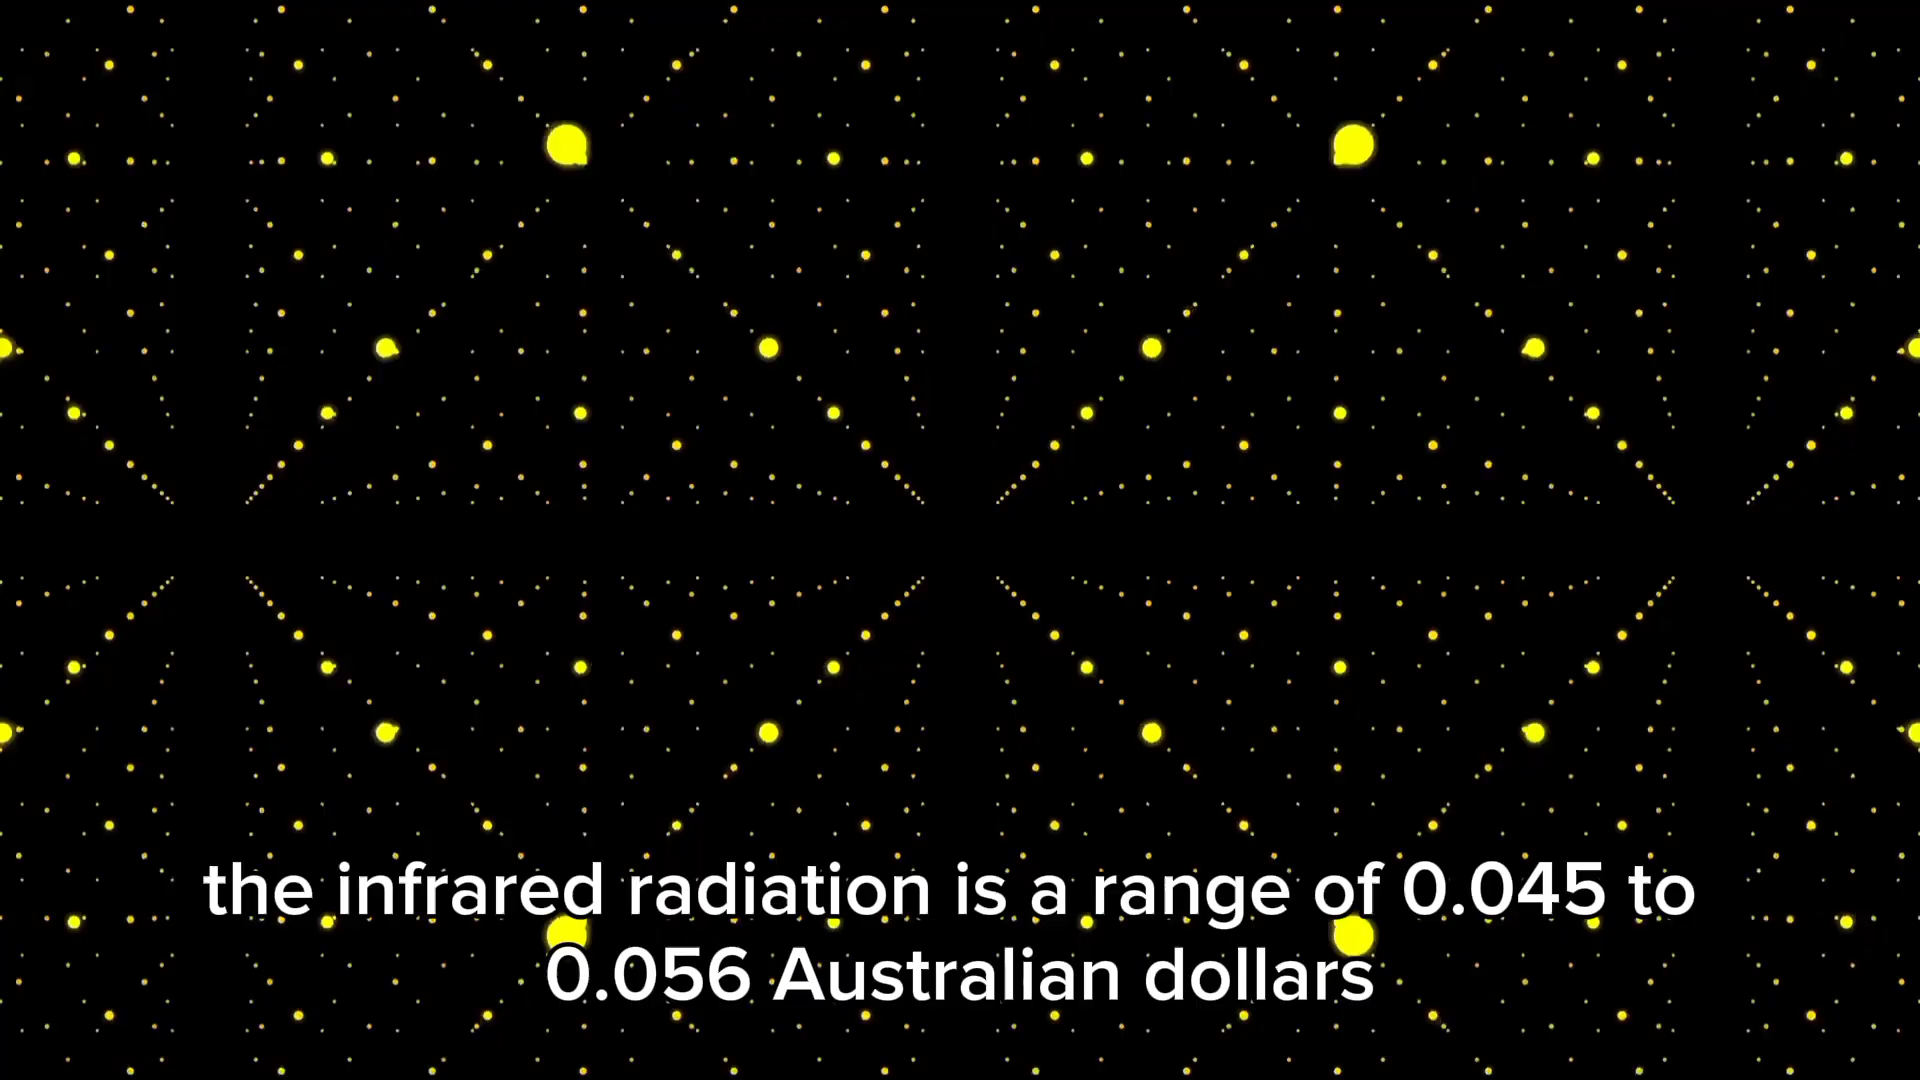 the infrared radiation is a range of 0.045 to
0.056 Australian dollars